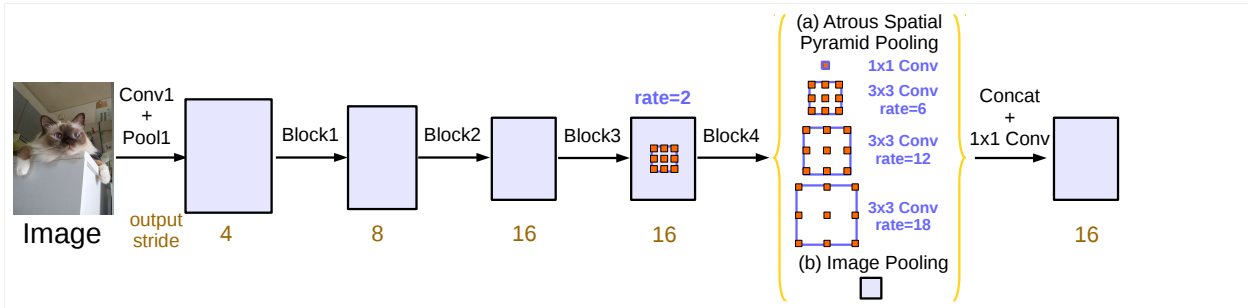 Image
Conv1
+
Pool1
output
stride
4
Block1
8
Block2
16
Block3
rate=2
16
Block4
(a) Atrous Spatial
Pyramid Pooling
1x1 Conv
3x3 Conv
rate=6
3x3 Conv
rate=12
3x3 Conv
rate=18
(b) Image Pooling
Concat
+
1x1 Conv
16